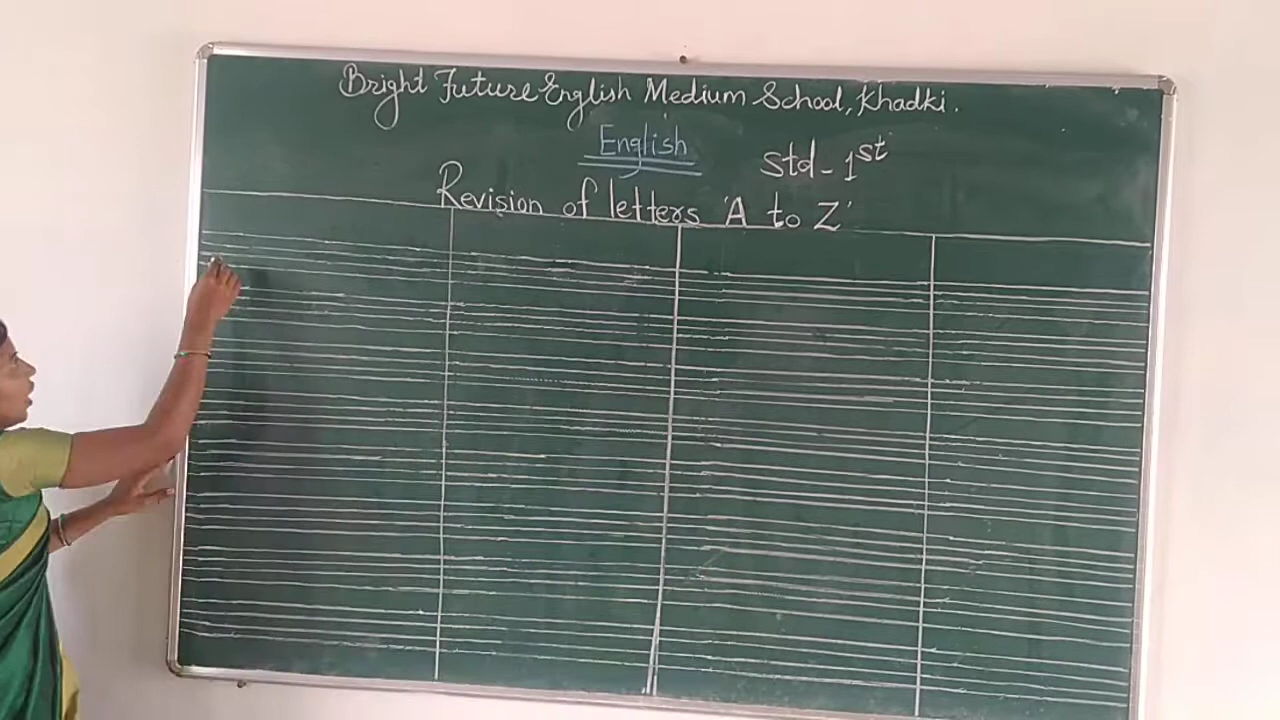 Bright Future English Medium School, Khadki.
English
Std - 1st
Revision of letters 'A to Z'